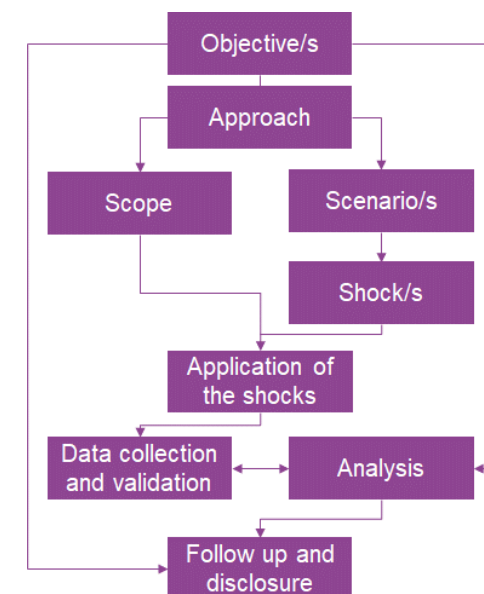 Objective/s
Approach
Scope
Scenario/s
Shock/s
Application of
the shocks
Data collection
and validation
Analysis
Follow up and
disclosure